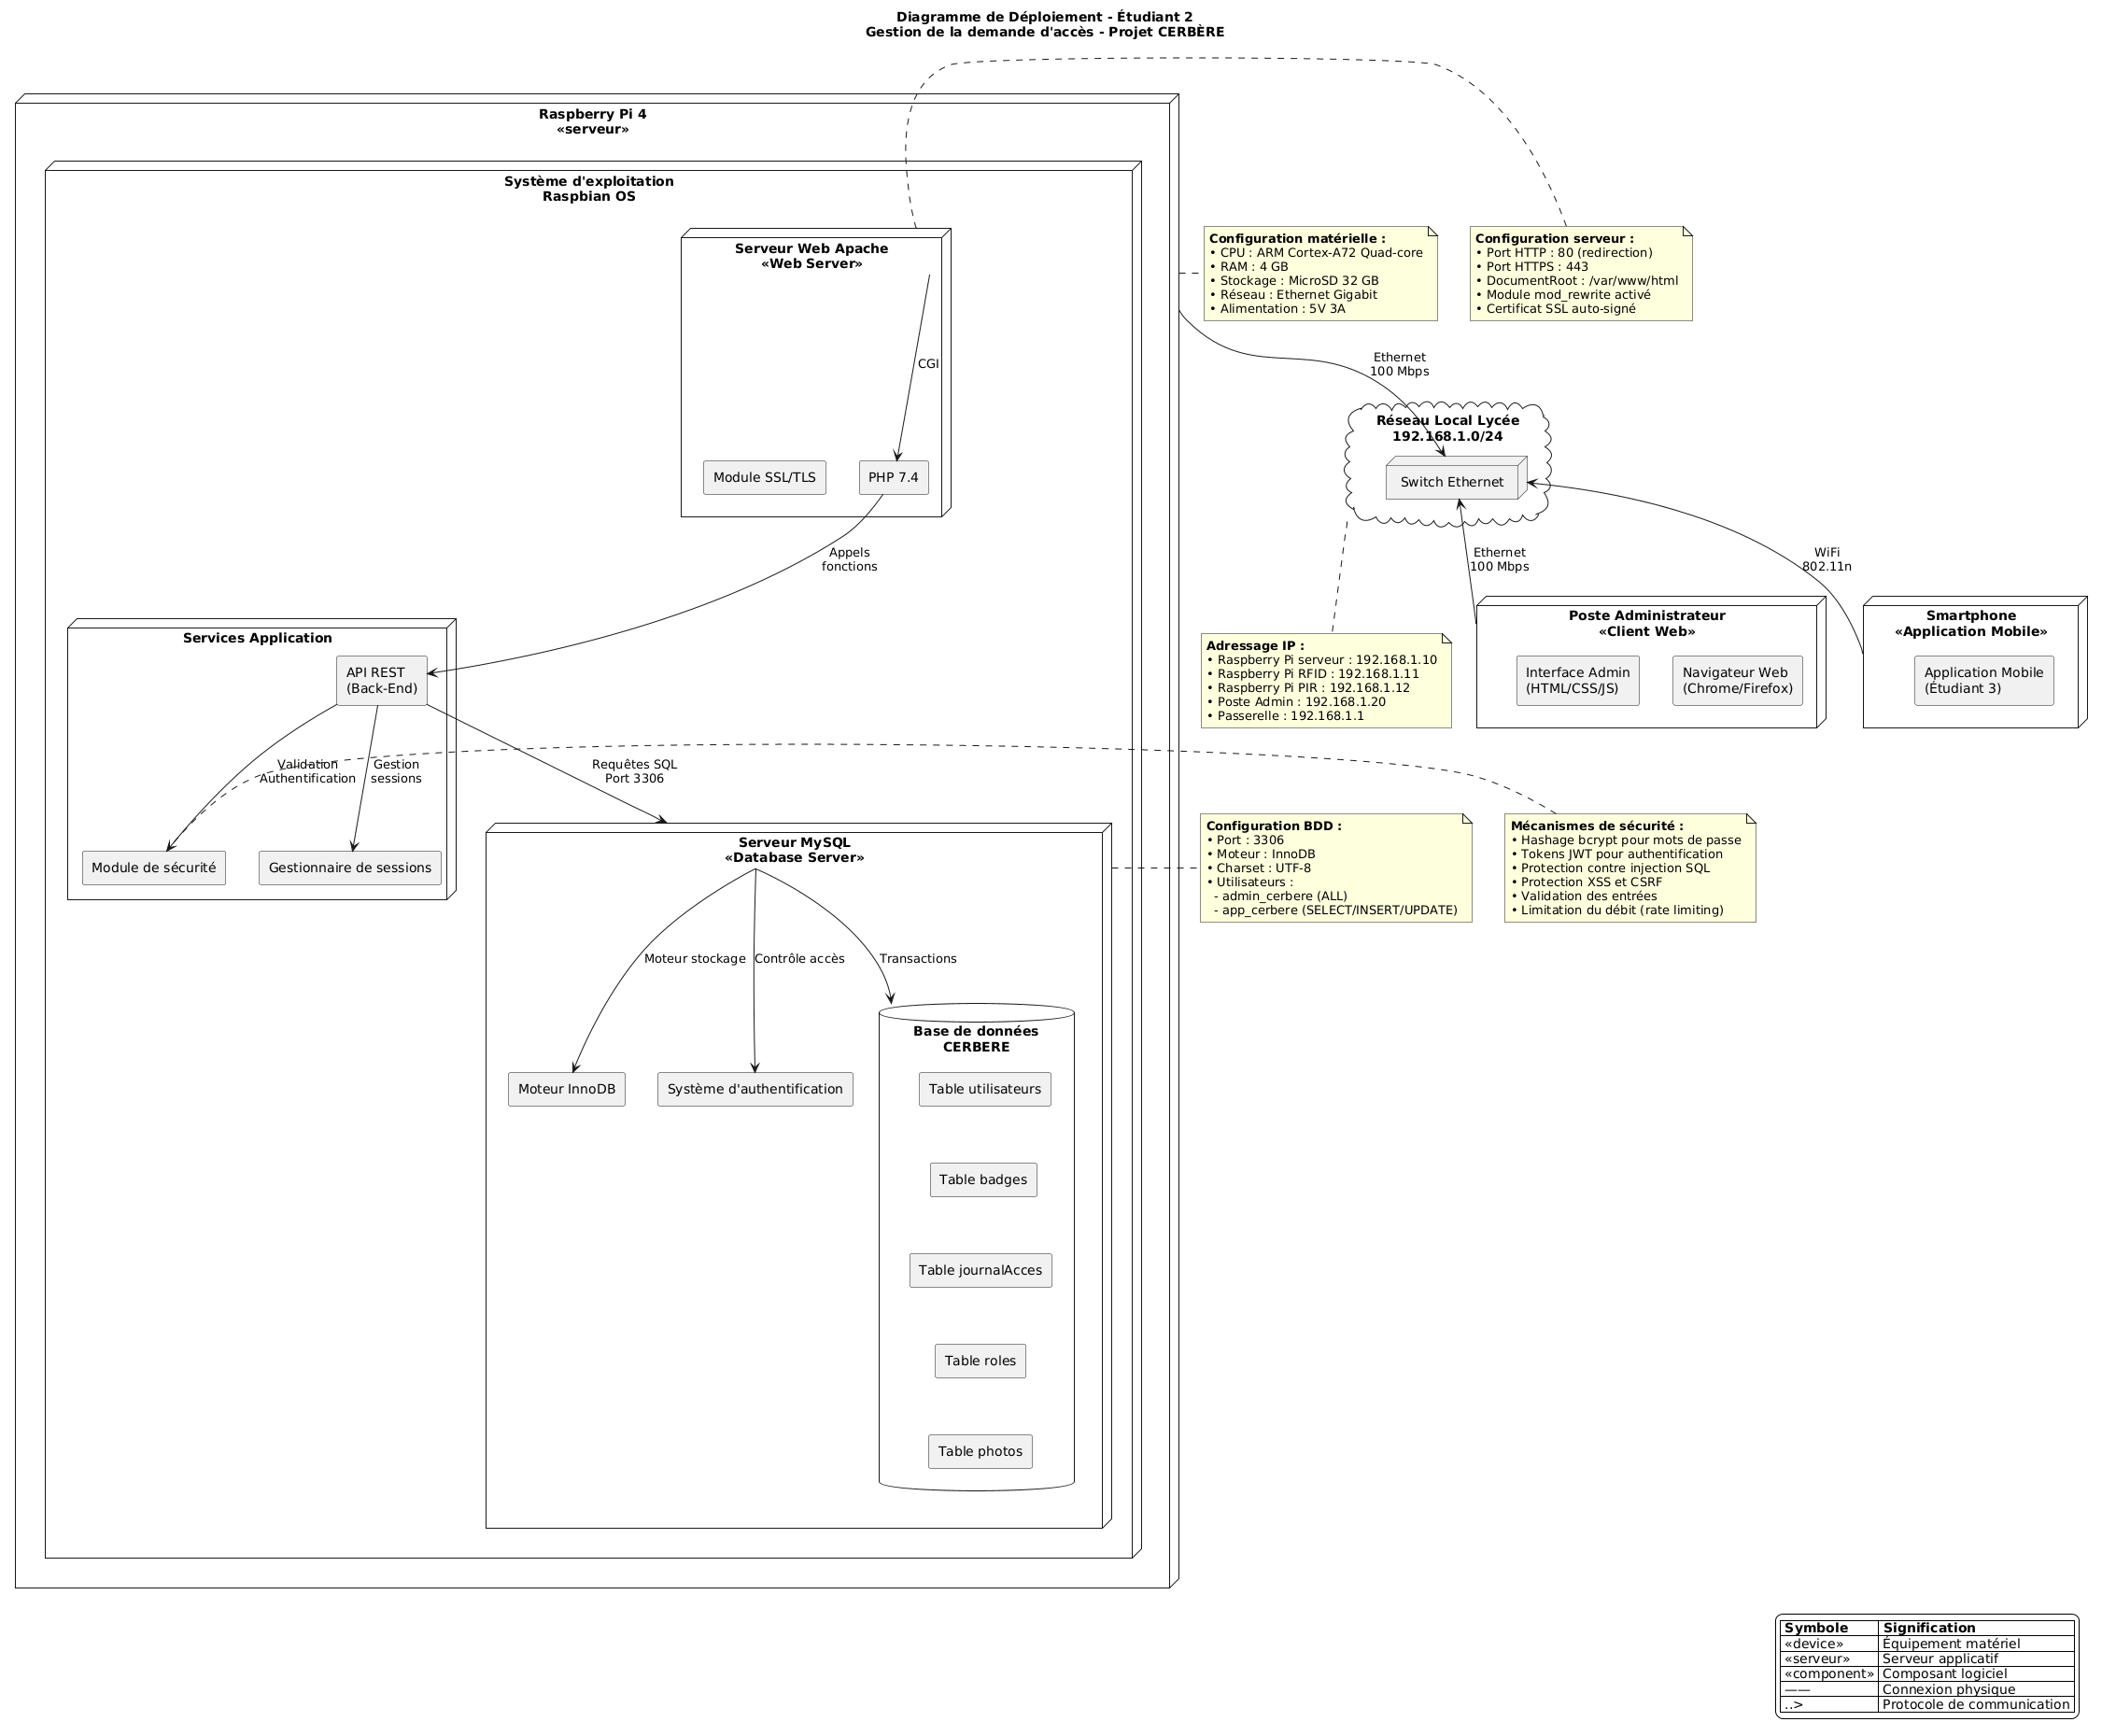 Diagramme de Déploiement - Étudiant 2
Gestion de la demande d'accès - Projet CERBÈRE
Raspberry Pi 4
«serveur»
Système d'exploitation
Raspbian OS
Serveur Web Apache
«Web Server»
CGI
Module SSL/TLS
PHP 7.4
Appels
fonctions
Services Application
API REST
(Back-End)
Validation
Authentification
Gestion
sessions
Requêtes SQL
Port 3306
Module de sécurité
Gestionnaire de sessions
Serveur MySQL
«Database Server»
Moteur stockage
Contrôle accès
Transactions
Moteur InnoDB
Système d'authentification
Base de données
CERBERE
Table utilisateurs
Table badges
Table journalAcces
Table roles
Table photos
Configuration matérielle :
• CPU : ARM Cortex-A72 Quad-core
• RAM : 4 GB
• Stockage : MicroSD 32 GB
• Réseau : Ethernet Gigabit
• Alimentation : 5V 3A
Configuration serveur :
• Port HTTP : 80 (redirection)
• Port HTTPS : 443
• DocumentRoot : /var/www/html
• Module mod_rewrite activé
• Certificat SSL auto-signé
Ethernet
100 Mbps
Réseau Local Lycée
192.168.1.0/24
Switch Ethernet
Ethernet
100 Mbps
WiFi
802.11n
Adressage IP :
• Raspberry Pi serveur : 192.168.1.10
• Raspberry Pi RFID : 192.168.1.11
• Raspberry Pi PIR : 192.168.1.12
• Poste Admin : 192.168.1.20
• Passerelle : 192.168.1.1
Poste Administrateur
«Client Web»
Interface Admin
(HTML/CSS/JS)
Navigateur Web
(Chrome/Firefox)
Smartphone
«Application Mobile»
Application Mobile
(Étudiant 3)
Configuration BDD :
• Port : 3306
• Moteur : InnoDB
• Charset : UTF-8
• Utilisateurs :
- admin_cerbere (ALL)
- app_cerbere (SELECT/INSERT/UPDATE)
Mécanismes de sécurité :
• Hashage bcrypt pour mots de passe
• Tokens JWT pour authentification
• Protection contre injection SQL
• Protection XSS et CSRF
• Validation des entrées
• Limitation du débit (rate limiting)
Symbole Signification
«device» Équipement matériel
«serveur» Serveur applicatif
«component» Composant logiciel
—— Connexion physique
..> Protocole de communication